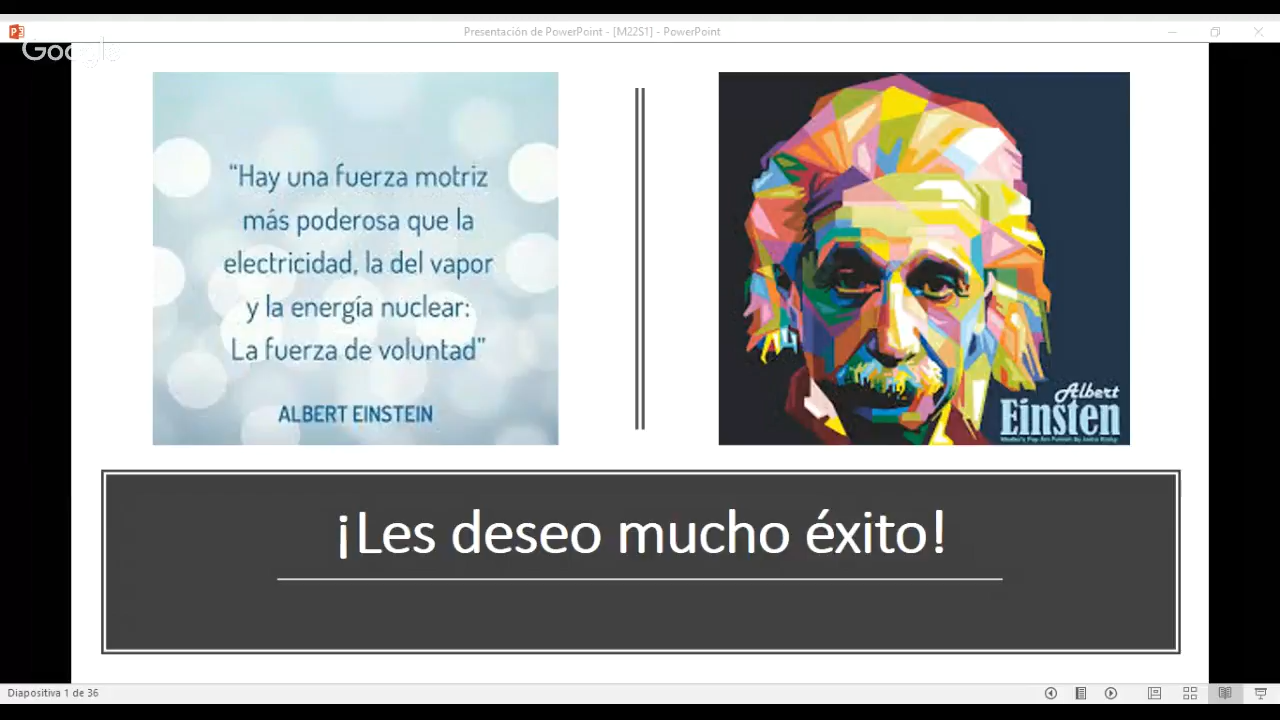 Presentación de PowerPoint - [M22S1] - PowerPoint
Google
“Hay una fuerza motriz
más poderosa que la
electricidad, la del vapor
y la energía nuclear:
La fuerza de voluntad”
ALBERT EINSTEIN
Albert
Einsten
¡Les deseo mucho éxito!
Diapositiva 1 de 36